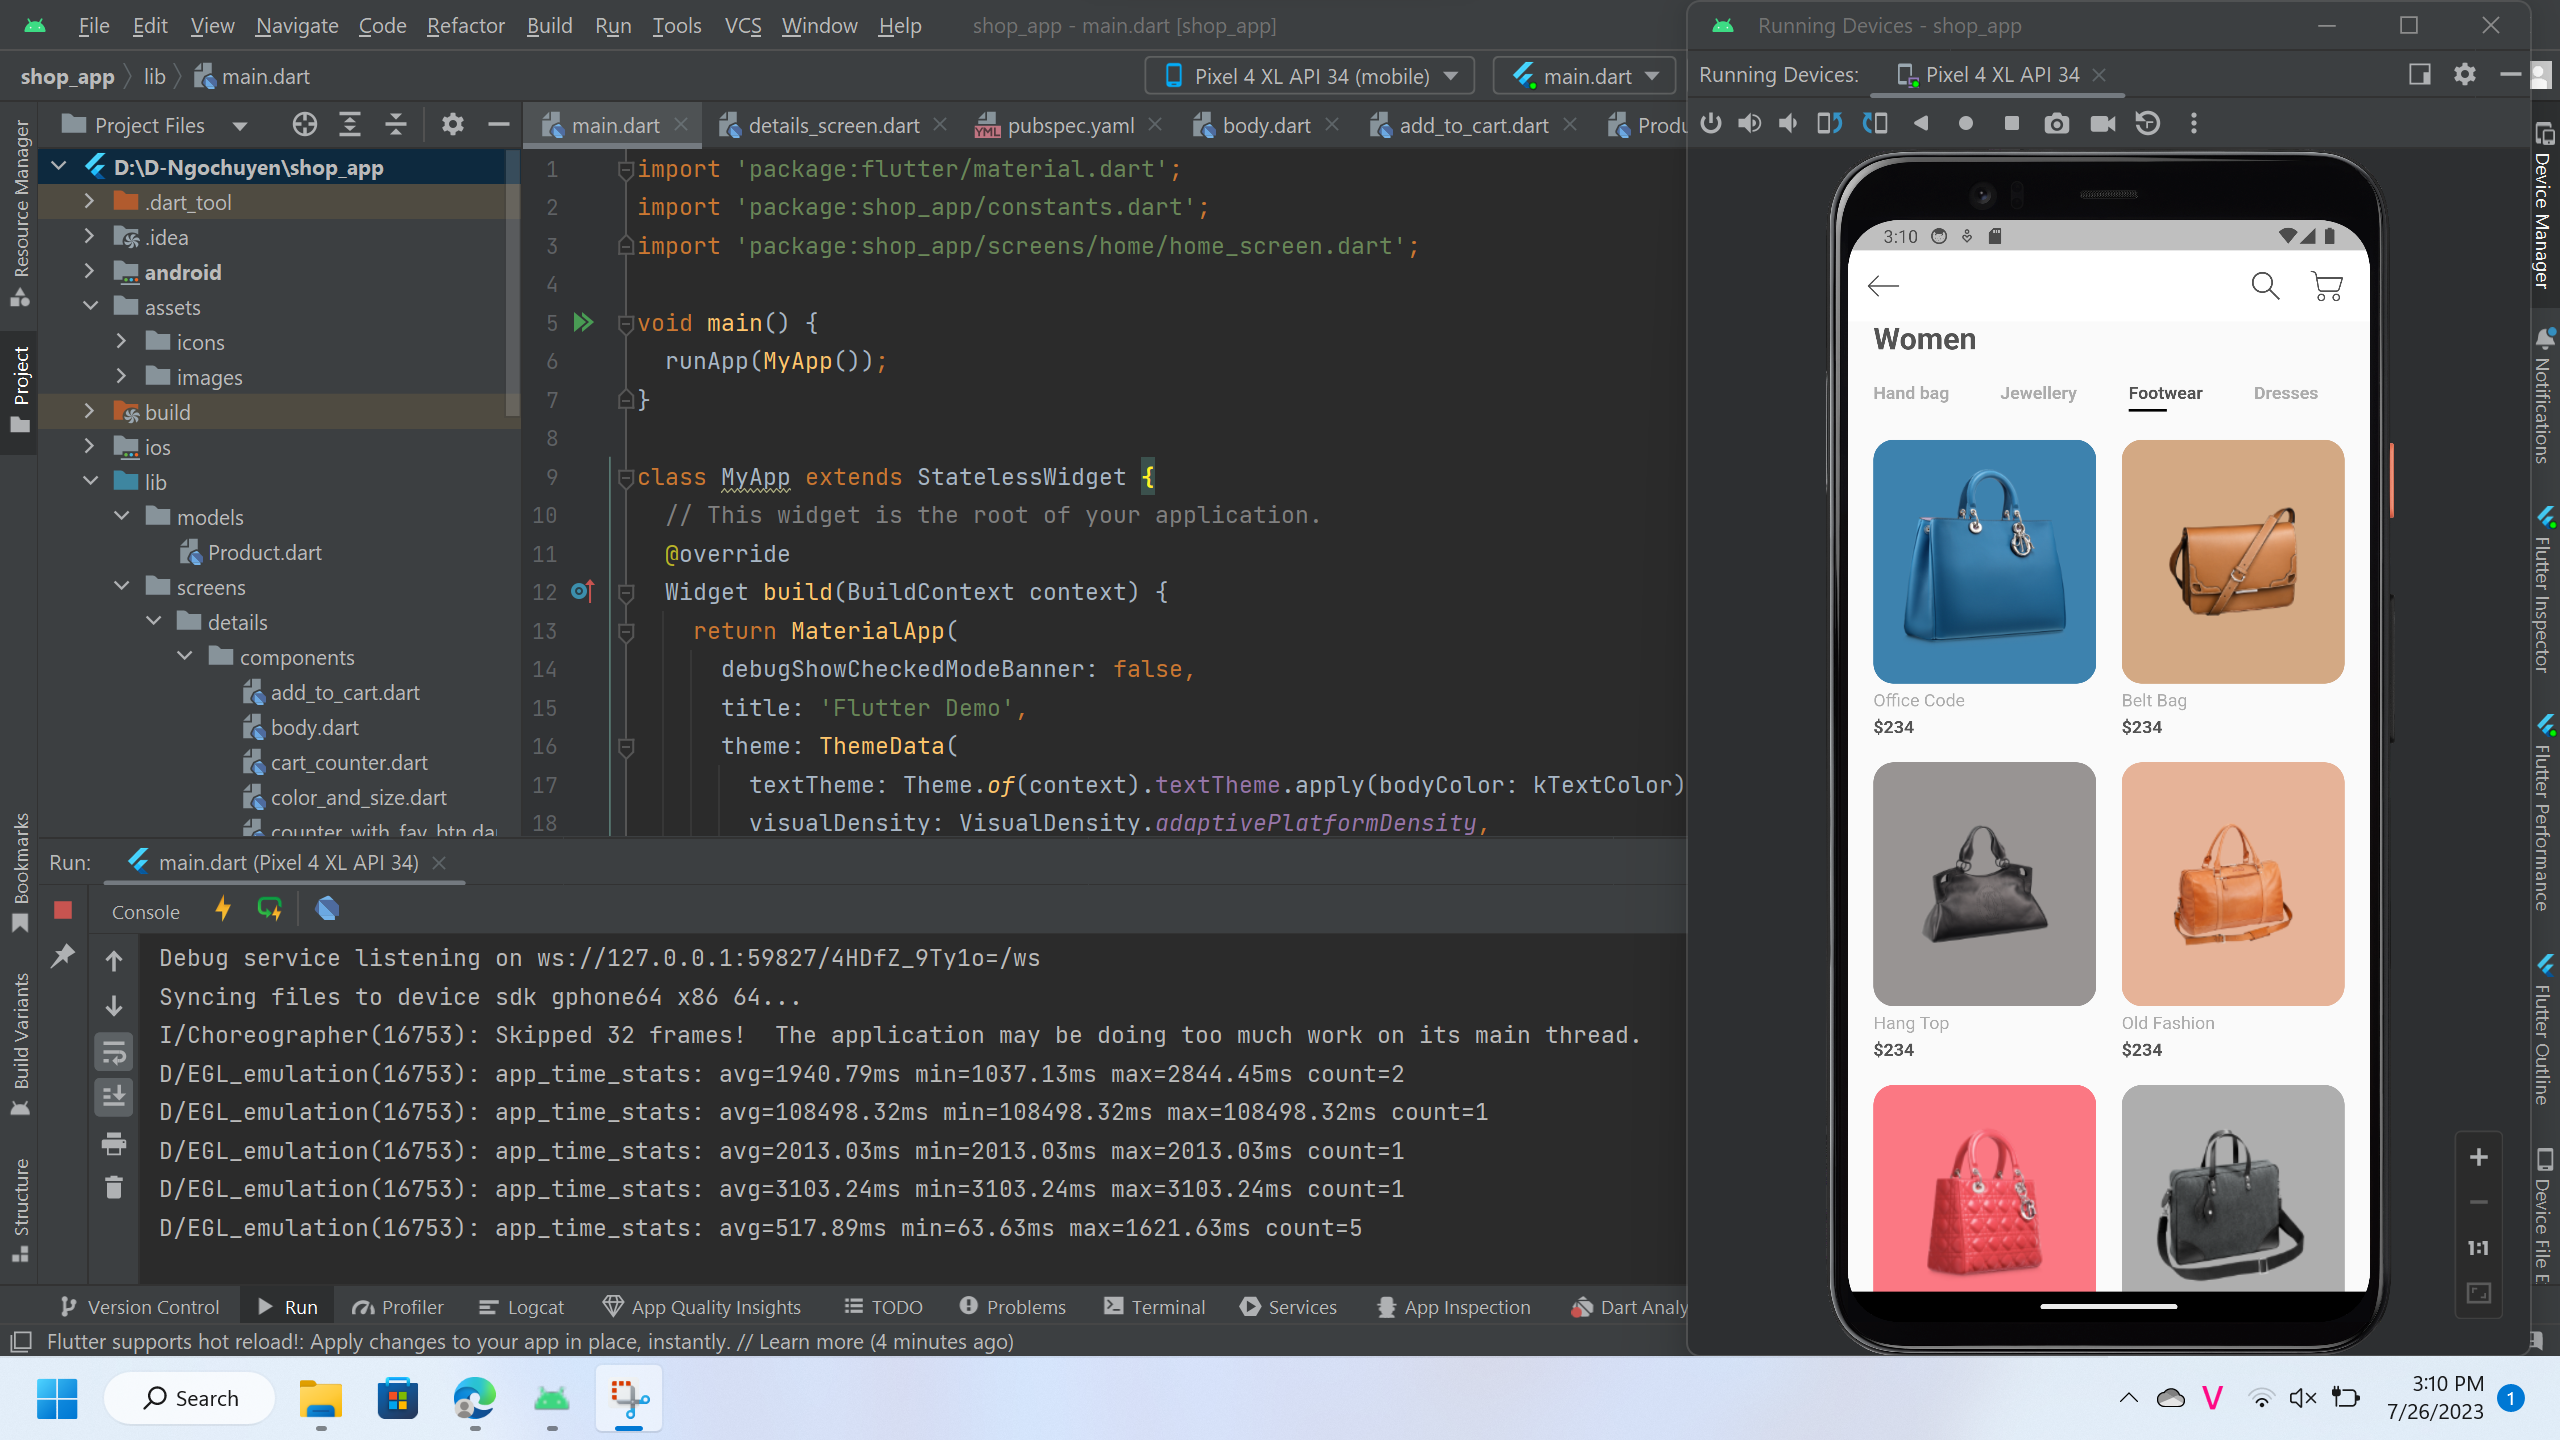 File Edit View Navigate Code Refactor Build Run Tools VCS Window Help shop_app - main.dart [shop_app]
shop_app lib main.dart Pixel 4 XL API 34 (mobile) main.dart
Project Files
main.dart details_screen.dart pubspec.yaml body.dart add_to_cart.dart
Resource Manager
Project
Bookmarks
Build Variants
Structure
D:\D-Ngochuyen\shop_app
.dart_tool
.idea
android
assets
icons
images
build
ios
lib
models
Product.dart
screens
details
components
add_to_cart.dart
body.dart
cart_counter.dart
color_and_size.dart
counter_with_fav_btn.da
1 import 'package:flutter/material.dart';
2 import 'package:shop_app/constants.dart';
3 import 'package:shop_app/screens/home/home_screen.dart';
4
5 void main() {
6 runApp(MyApp());
7 }
8
9 class MyApp extends StatelessWidget {
10 // This widget is the root of your application.
11 @override
12 Widget build(BuildContext context) {
13 return MaterialApp(
14 debugShowCheckedModeBanner: false,
15 title: 'Flutter Demo',
16 theme: ThemeData(
17 textTheme: Theme.of(context).textTheme.apply(bodyColor: kTextColor)
18 visualDensity: VisualDensity.adaptivePlatformDensity,
Run: main.dart (Pixel 4 XL API 34)
Console
Debug service listening on ws://127.0.0.1:59827/4HDfZ_9Ty1o=/ws
Syncing files to device sdk gphone64 x86 64...
I/Choreographer(16753): Skipped 32 frames!  The application may be doing too much work on its main thread.
D/EGL_emulation(16753): app_time_stats: avg=1940.79ms min=1037.13ms max=2844.45ms count=2
D/EGL_emulation(16753): app_time_stats: avg=108498.32ms min=108498.32ms max=108498.32ms count=1
D/EGL_emulation(16753): app_time_stats: avg=2013.03ms min=2013.03ms max=2013.03ms count=1
D/EGL_emulation(16753): app_time_stats: avg=3103.24ms min=3103.24ms max=3103.24ms count=1
D/EGL_emulation(16753): app_time_stats: avg=517.89ms min=63.63ms max=1621.63ms count=5
Version Control Run Profiler Logcat App Quality Insights TODO Problems Terminal Services App Inspection Dart Analy
Flutter supports hot reload!: Apply changes to your app in place, instantly. // Learn more (4 minutes ago)
Running Devices - shop_app
Running Devices: Pixel 4 XL API 34
3:10
Women
Hand bag Jewellery Footwear Dresses
Office Code Belt Bag
$234 $234
Hang Top Old Fashion
$234 $234
1:1
Device Manager
Notifications
Flutter Inspector
Flutter Performance
Flutter Outline
Device File E
Search
3:10 PM
7/26/2023
1